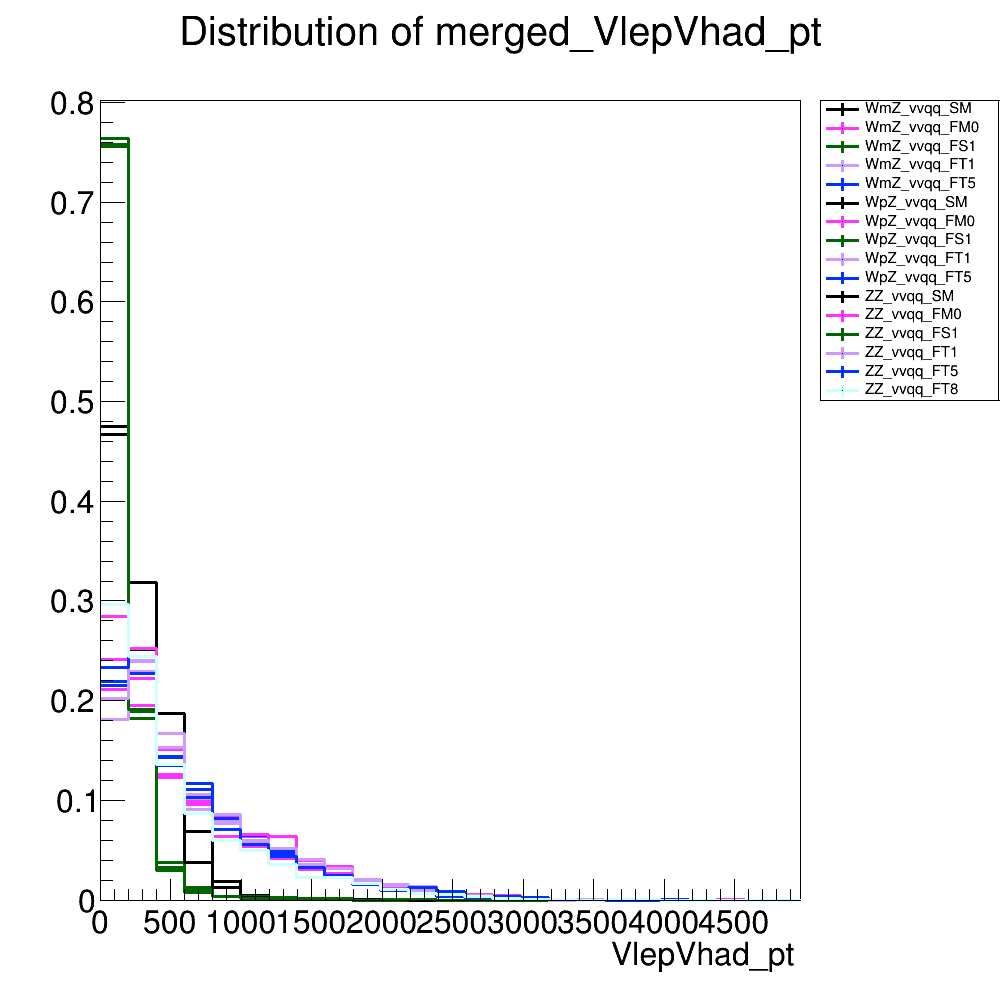 Distribution of merged_VlepVhad_pt
0.8
0.7
0.6
0.5
0.4
0.3
0.2
0.1
0
0 500 1000 1500 2000 2500 3000 3500 4000 4500
VlepVhad_pt
WmZ_vvqq_SM
WmZ_vvqq_FM0
WmZ_vvqq_FS1
WmZ_vvqq_FT1
WmZ_vvqq_FT5
WpZ_vvqq_SM
WpZ_vvqq_FM0
WpZ_vvqq_FS1
WpZ_vvqq_FT1
WpZ_vvqq_FT5
ZZ_vvqq_SM
ZZ_vvqq_FM0
ZZ_vvqq_FS1
ZZ_vvqq_FT1
ZZ_vvqq_FT5
ZZ_vvqq_FT8